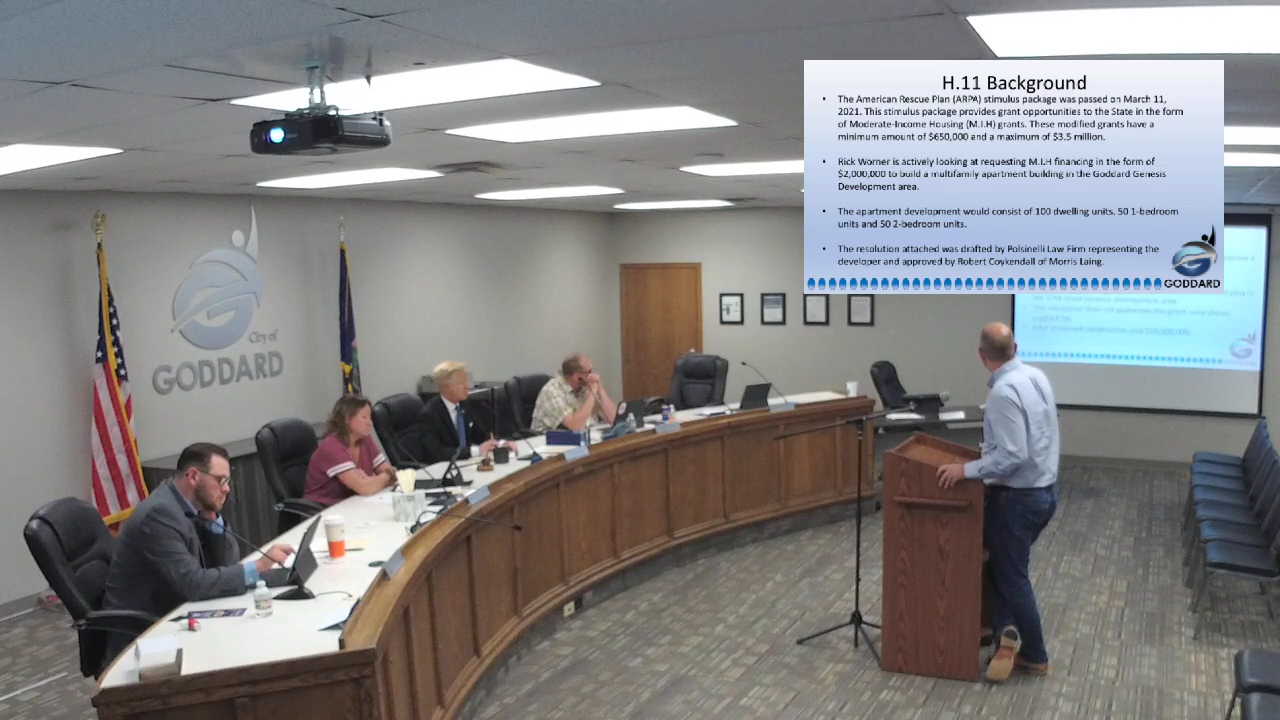 H.11 Background
• The American Rescue Plan (ARPA) stimulus package was passed on March 11,
2021. This stimulus package provides grant opportunities to the State in the form
of Moderate-Income Housing (M.I.H) grants. These modified grants have a
minimum amount of $650,000 and a maximum of $3.5 million.
• Rick Worner is actively looking at requesting M.I.H financing in the form of
$2,000,000 to build a multifamily apartment building in the Goddard Genesis
Development area.
• The apartment development would consist of 100 dwelling units. 50 1-bedroom
units and 50 2-bedroom units.
• The resolution attached was drafted by Polsinelli Law Firm representing the
developer and approved by Robert Coykendall of Morris Laing.
GODDARD
City of
GODDARD